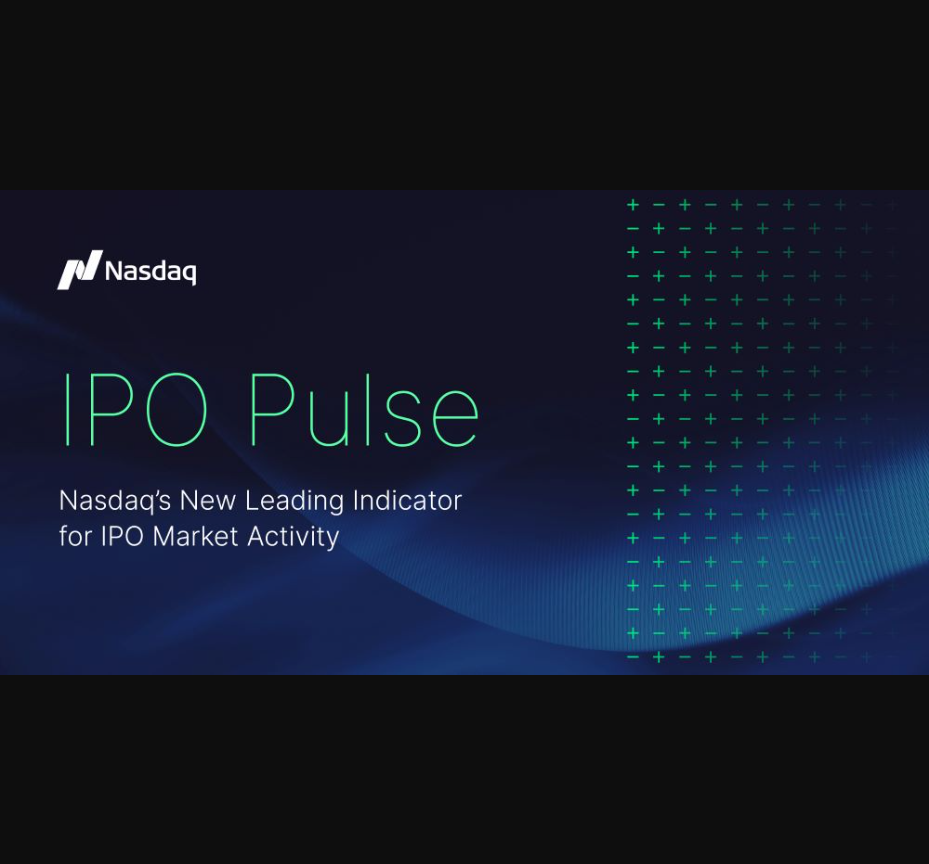 Nasdaq
IPO Pulse
Nasdaq’s New Leading Indicator
for IPO Market Activity